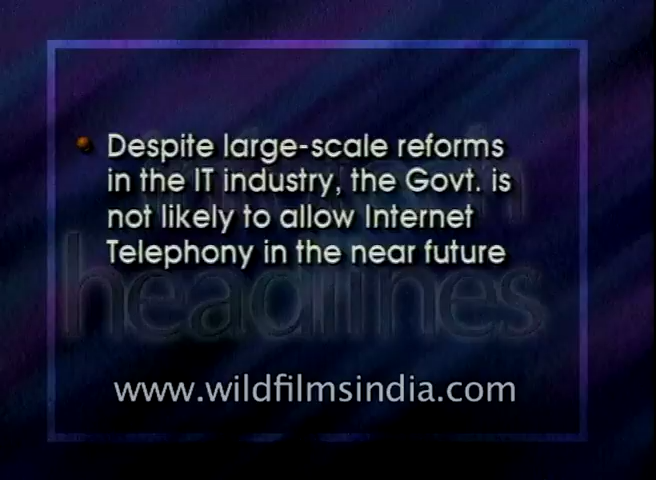 Despite large-scale reforms
in the IT industry, the Govt. is
not likely to allow Internet
Telephony in the near future
headlines
www.wildfilmsindia.com